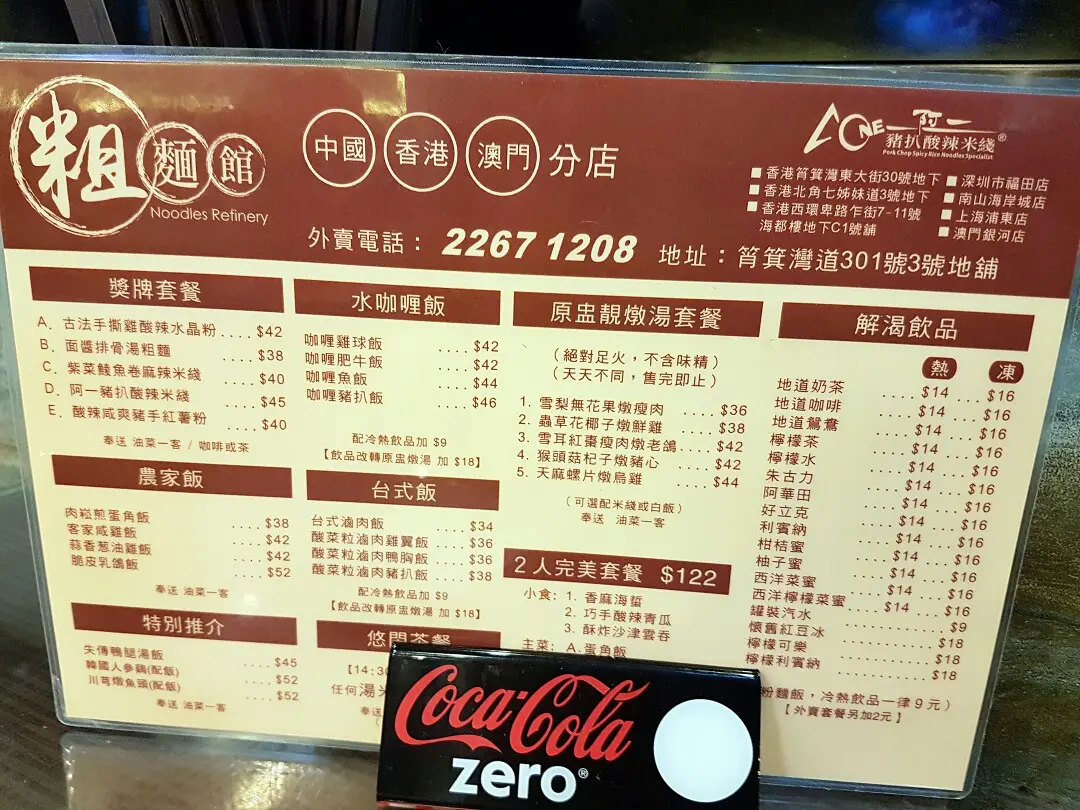 粗麵館
Noodles Refinery
中國 香港 澳門 分店
外賣電話： 2267 1208 地址：筲箕灣道301號3號地舖
AONE 阿一
豬扒酸辣米綫®
Pork Chop Spicy Rice Noodles Specialist
■ 香港筲箕灣東大街30號地下
■ 香港北角七姊妹道3號地下
■ 香港西環卑路乍街7-11號
海都樓地下C1號舖
■ 深圳市福田店
■ 南山海岸城店
■ 上海浦東店
■ 澳門銀河店
獎牌套餐
A. 古法手撕雞酸辣水晶粉 .... $42
B. 面醬排骨湯粗麵 .... $38
C. 紫菜鯪魚卷麻辣米綫 .... $40
D. 阿一豬扒酸辣米綫 .... $45
E. 酸辣咸爽豬手紅薯粉 .... $40
奉送 油菜一客 / 咖啡或茶
農家飯
肉崧煎蛋角飯 .... $38
客家咸雞飯 .... $42
蒜香葱油雞飯 .... $42
脆皮乳鴿飯 .... $52
奉送 油菜一客
特別推介
失傳鴨腿湯飯 .... $45
韓國人參鷄(配飯) .... $52
川芎燉魚頭(配飯) .... $52
奉送 油菜一客
水咖喱飯
咖喱雞球飯 .... $42
咖喱肥牛飯 .... $42
咖喱魚飯 .... $44
咖喱豬扒飯 .... $46
配冷熱飲品加 $9
【飲品改轉原盅燉湯 加 $18】
台式飯
台式滷肉飯 .... $34
酸菜粒滷肉雞翼飯 .... $36
酸菜粒滷肉鴨胸飯 .... $36
酸菜粒滷肉豬扒飯 .... $38
配冷熱飲品加 $9
【飲品改轉原盅燉湯 加 $18】
悠閒茶餐
【14:30
任何湯米
奉送
原盅靚燉湯套餐
（絕對足火，不含味精）
（天天不同，售完即止）
1. 雪梨無花果燉瘦肉 .... $36
2. 蟲草花椰子燉鮮雞 .... $38
3. 雪耳紅棗瘦肉燉老鴿 .... $42
4. 猴頭菇杞子燉豬心 .... $42
5. 天麻螺片燉烏雞 .... $44
（可選配米綫或白飯）
奉送 油菜一客
2人完美套餐 $122
小食: 1. 香麻海蜇
2. 巧手酸辣青瓜
3. 酥炸沙津雲吞
主菜: A.蛋角飯
解渴飲品
熱 凍
地道奶茶 .... $14 .... $16
地道咖啡 .... $14 .... $16
地道鴛鴦 .... $14 .... $16
檸檬茶 .... $14 .... $16
檸檬水 .... $14 .... $16
朱古力 .... $14 .... $16
阿華田 .... $14 .... $16
好立克 .... $14 .... $16
利賓納 .... $14 .... $16
柑桔蜜 .... $14 .... $16
柚子蜜 .... $14 .... $16
西洋菜蜜 .... $14 .... $16
西洋檸檬菜蜜 .... $14 .... $16
罐裝汽水 .... $9
懷舊紅豆冰 .... $18
檸檬可樂 .... $18
檸檬利賓納 .... $18
粉麵飯，冷熱飲品一律９元）
【外賣套餐另加2元】
Coca-Cola
zero®